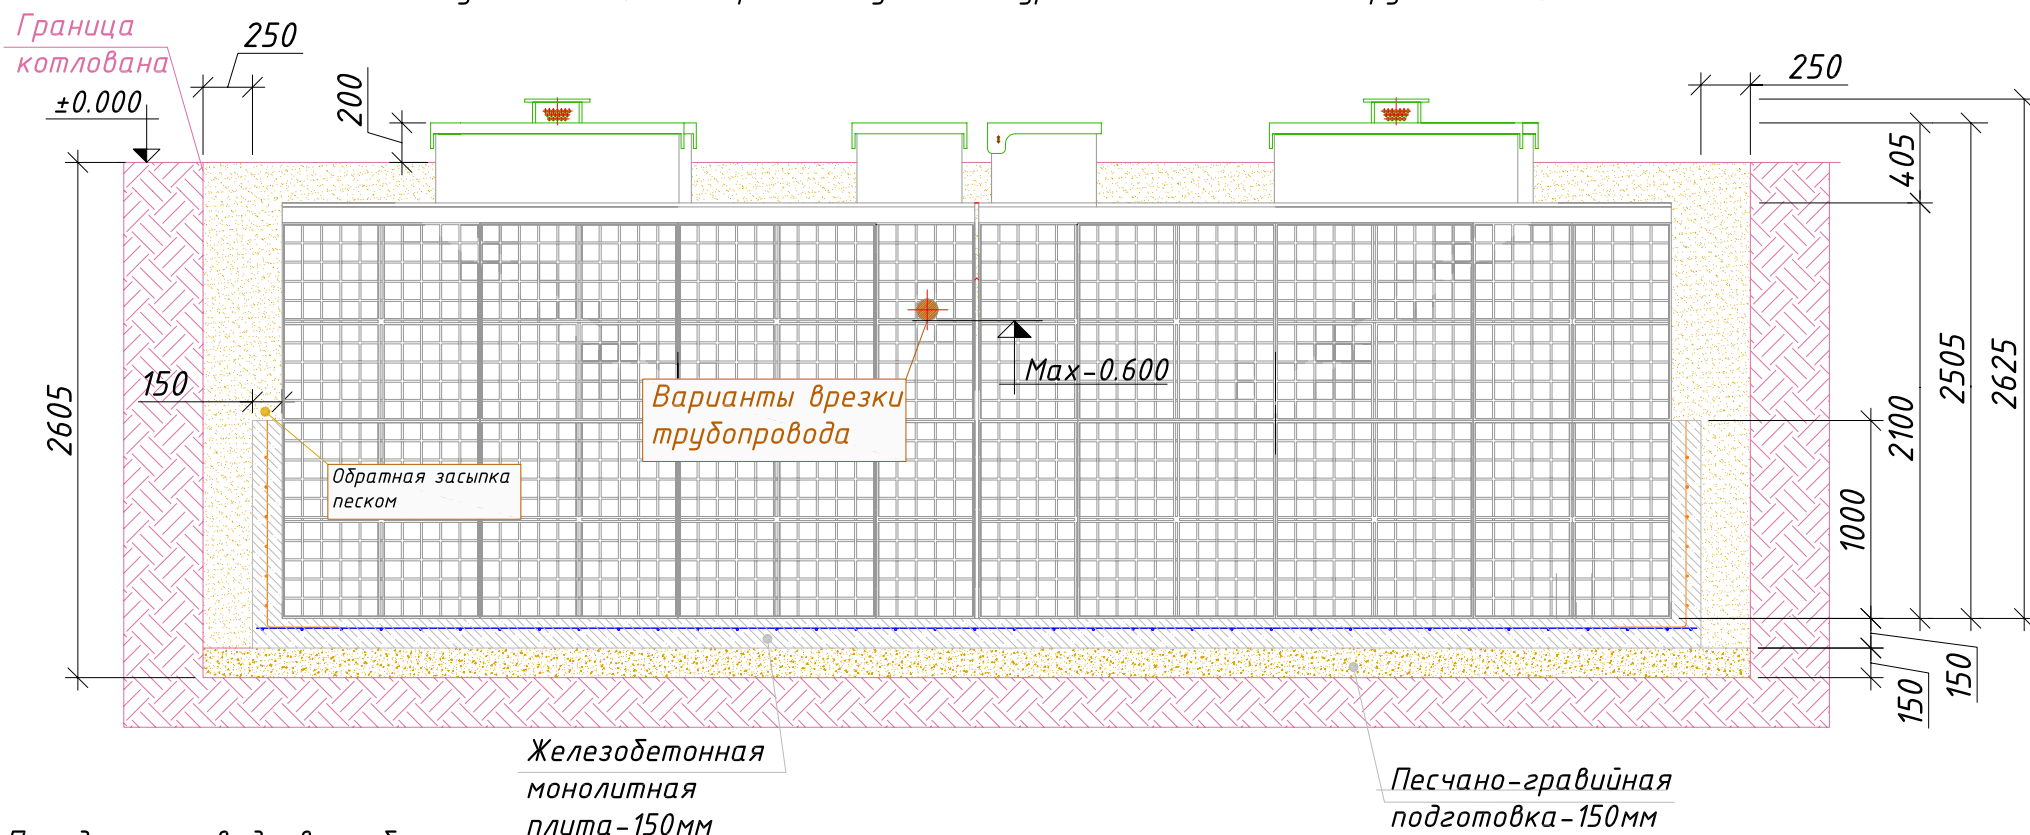 Граница
котлована
250
±0.000
200
250
405
2505
2625
2100
1000
150
150
2605
150
Max-0.600
Варианты врезки
трубопровода
Обратная засыпка
песком
Железобетонная
монолитная
плита-150мм
Песчано-гравийная
подготовка-150мм